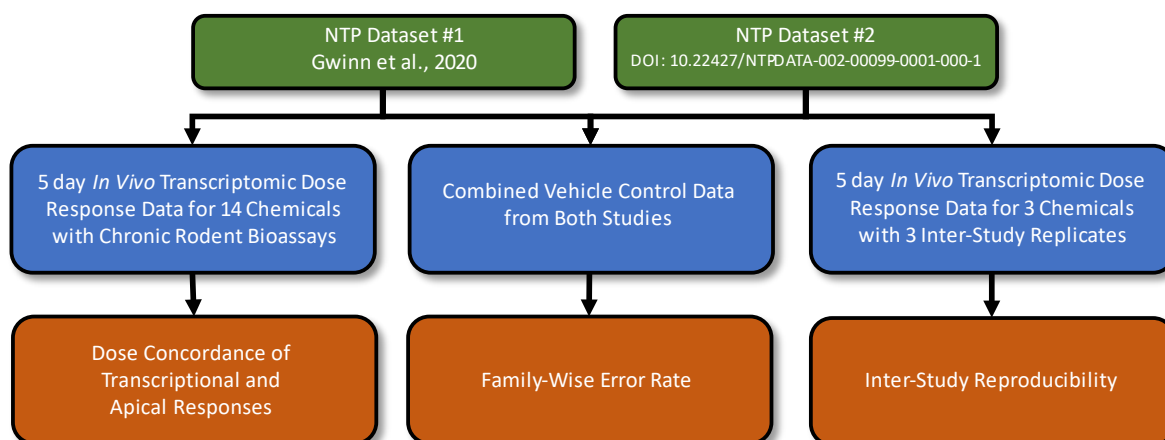 NTP Dataset #1
Gwinn et al., 2020
NTP Dataset #2
DOI: 10.22427/NTPDATA-002-00099-0001-000-1
5 day In Vivo Transcriptomic Dose
Response Data for 14 Chemicals
with Chronic Rodent Bioassays
Combined Vehicle Control Data
from Both Studies
5 day In Vivo Transcriptomic Dose
Response Data for 3 Chemicals
with 3 Inter-Study Replicates
Dose Concordance of
Transcriptional and
Apical Responses
Family-Wise Error Rate
Inter-Study Reproducibility